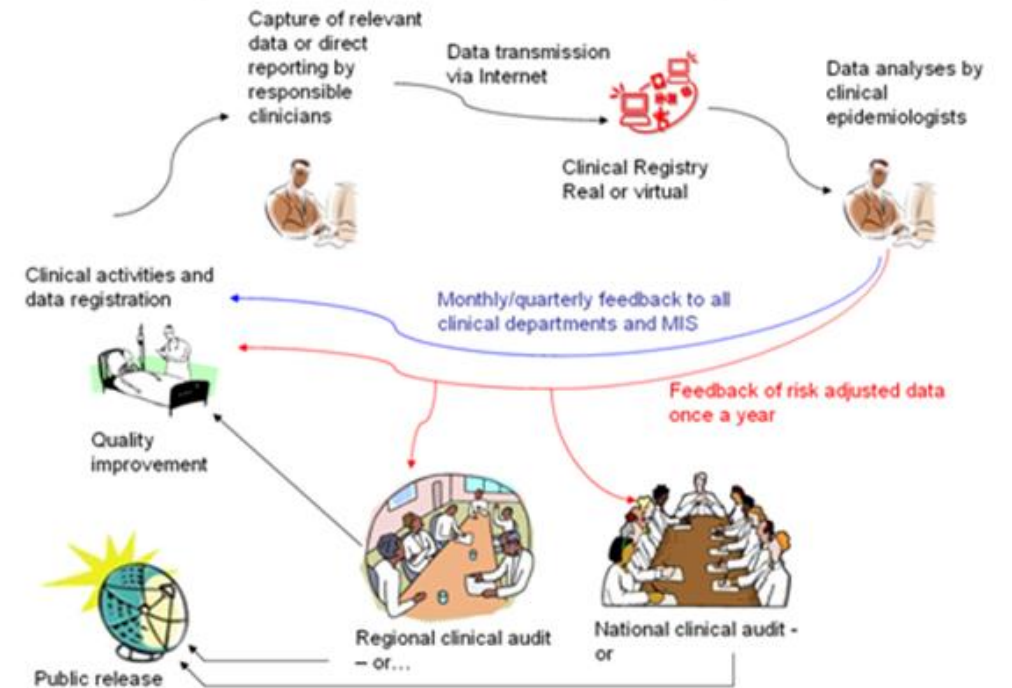 Capture of relevant
data or direct
reporting by
responsible
clinicians
Data transmission
via Internet
Clinical Registry
Real or virtual
Data analyses by
clinical
epidemiologists
Clinical activities and
data registration
Monthly/quarterly feedback to all
clinical departments and MIS
Feedback of risk adjusted data
once a year
Quality
improvement
Regional clinical audit
– or…
National clinical audit -
or
Public release